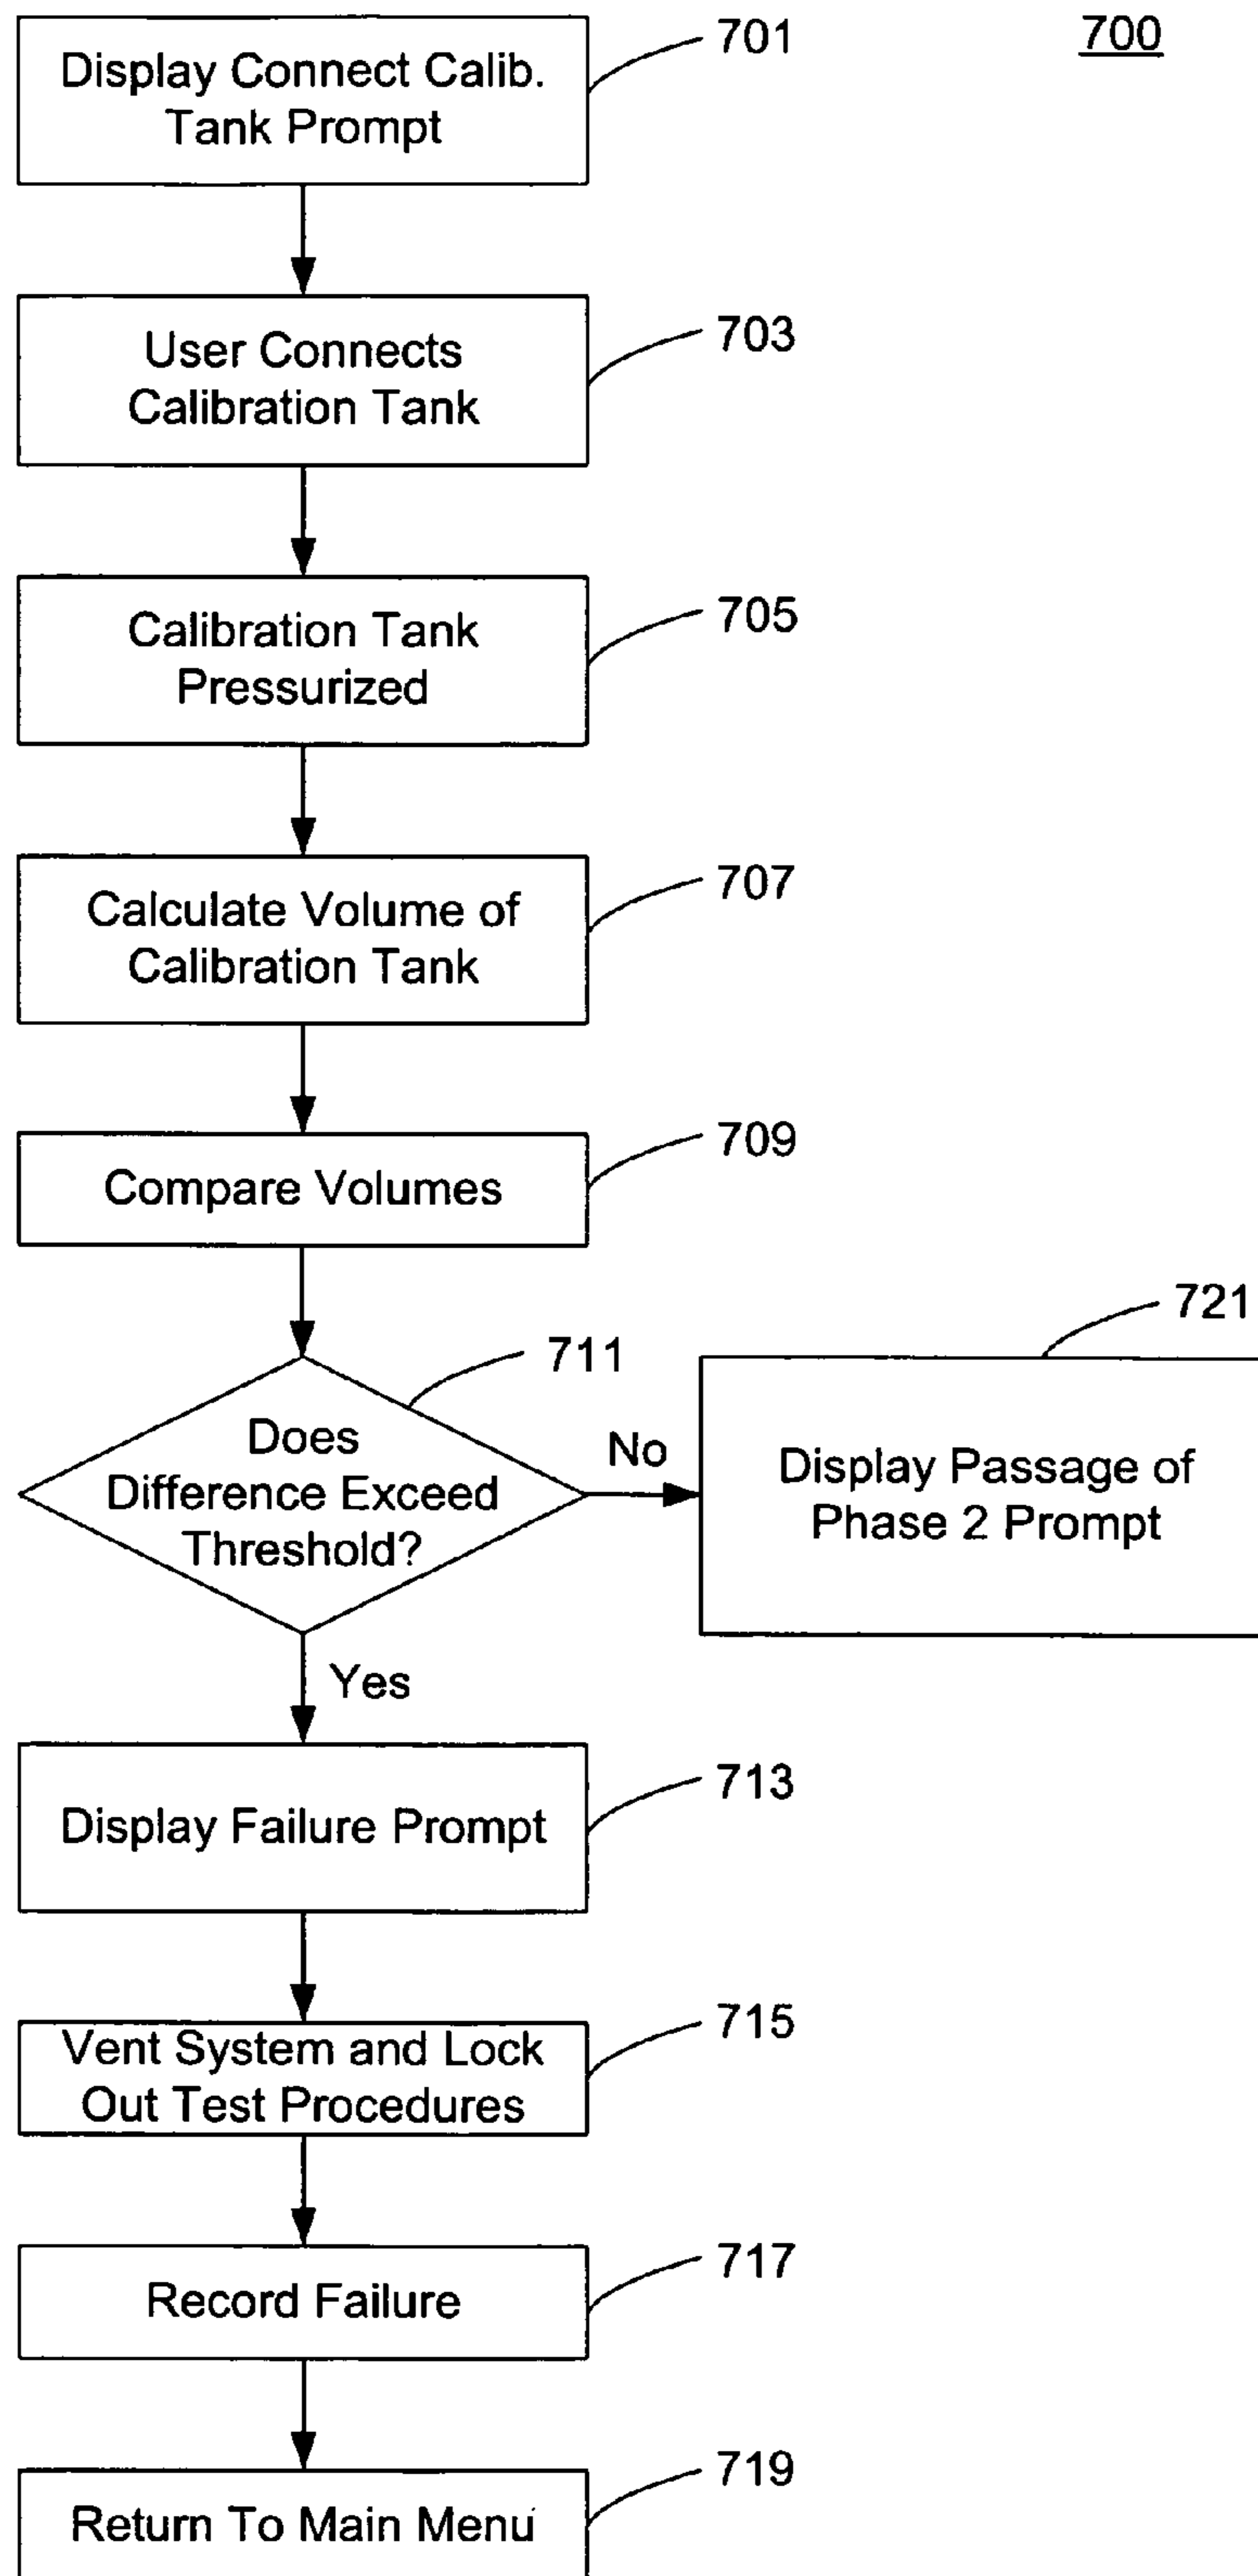 700
701
Display Connect Calib.
Tank Prompt
703
User Connects
Calibration Tank
705
Calibration Tank
Pressurized
707
Calculate Volume of
Calibration Tank
709
Compare Volumes
711
Does
Difference Exceed
Threshold?
No
721
Display Passage of
Phase 2 Prompt
Yes
713
Display Failure Prompt
715
Vent System and Lock
Out Test Procedures
717
Record Failure
719
Return To Main Menu